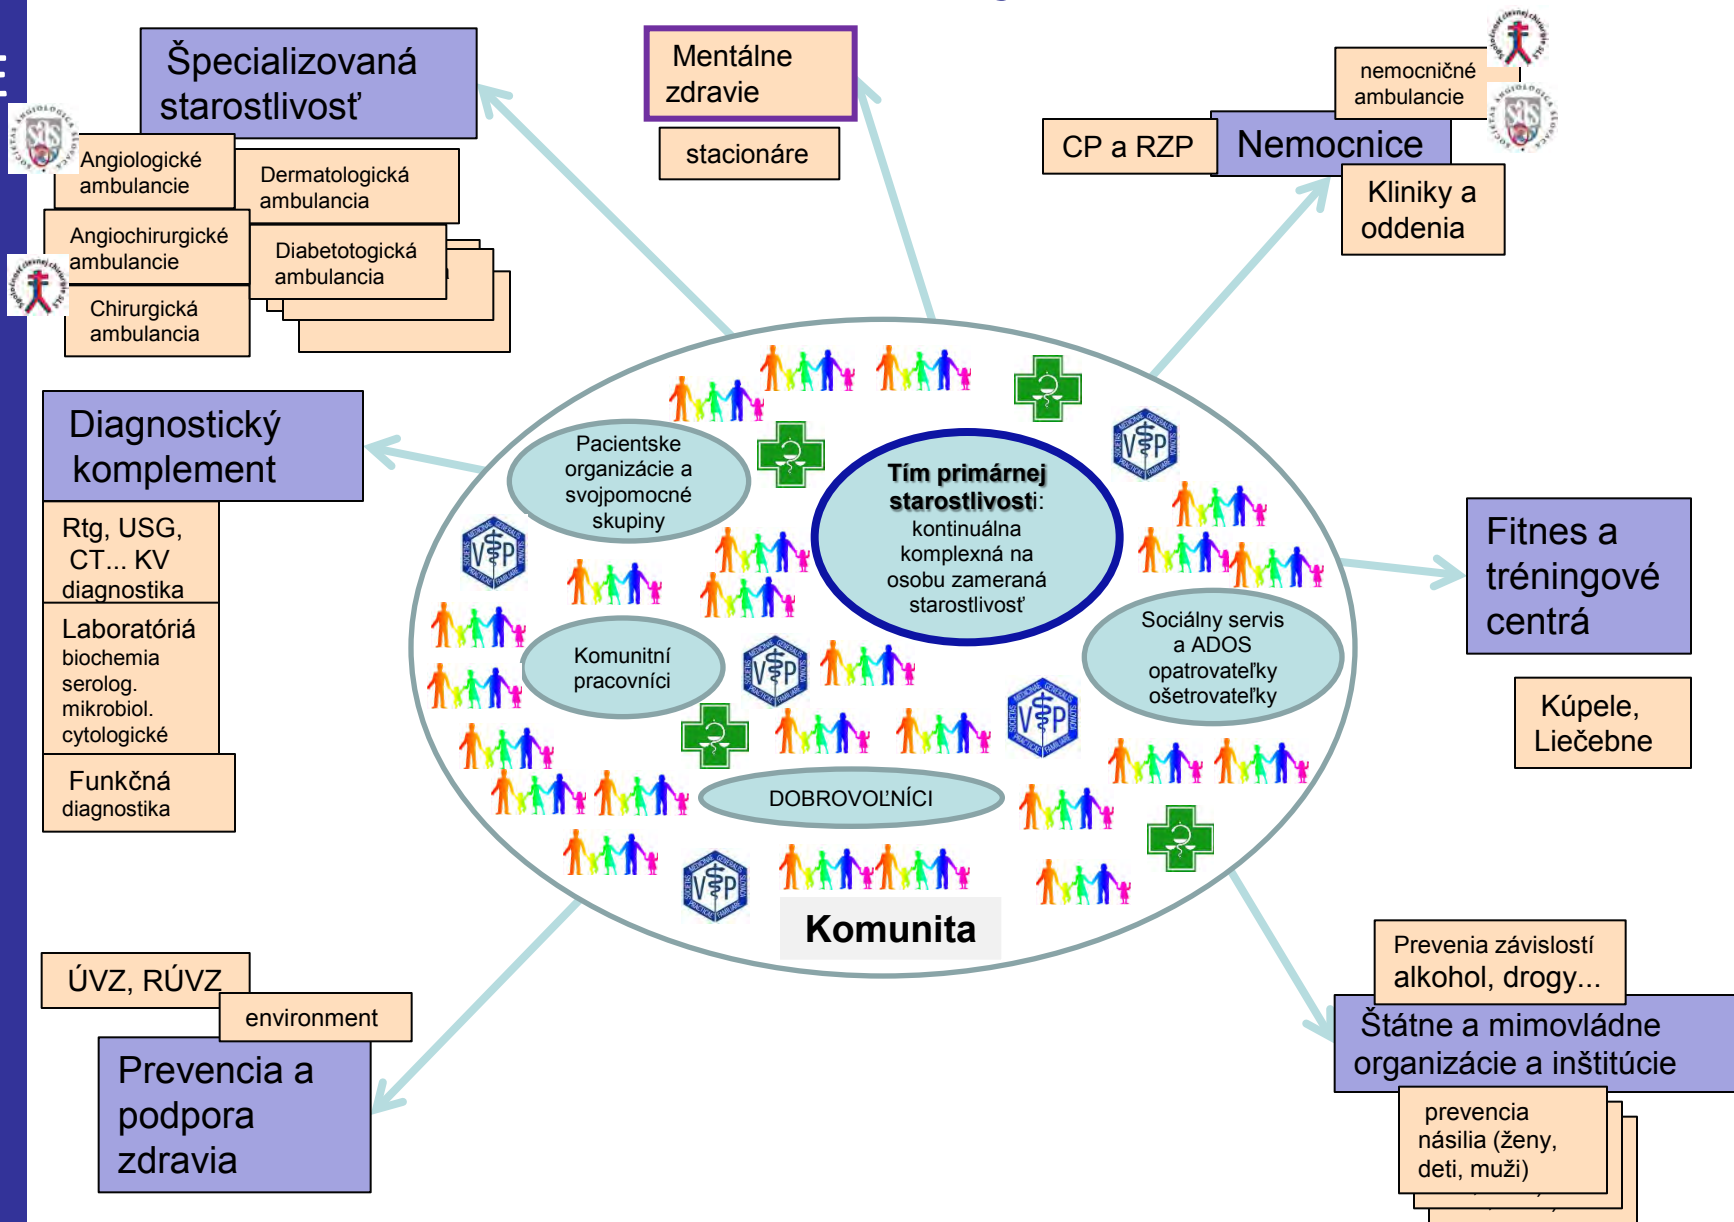 Špecializovaná
starostlivosť
Angiologické
ambulancie
Dermatologická
ambulancia
Angiochirurgické
ambulancie
Diabetotogická
ambulancia
Chirurgická
ambulancia
Mentálne
zdravie
stacionáre
nemocničné
ambulancie
CP a RZP
Nemocnice
Kliniky a
oddenia
Diagnostický
komplement
Rtg, USG,
CT... KV
diagnostika
Laboratóriá
biochemia
serolog.
mikrobiol.
cytologické
Funkčná
diagnostika
Pacientske
organizácie a
svojpomocné
skupiny
Tím primárnej
starostlivosti:
kontinuálna
komplexná na
osobu zameraná
starostlivosť
Komunitní
pracovníci
Sociálny servis
a ADOS
opatrovateľky
ošetrovateľky
DOBROVOĽNÍCI
Komunita
Fitnes a
tréningové
centrá
Kúpele,
Liečebne
ÚVZ, RÚVZ
environment
Prevencia a
podpora
zdravia
Prevenia závislostí
alkohol, drogy...
Štátne a mimovládne
organizácie a inštitúcie
prevencia
násilia (ženy,
deti, muži)